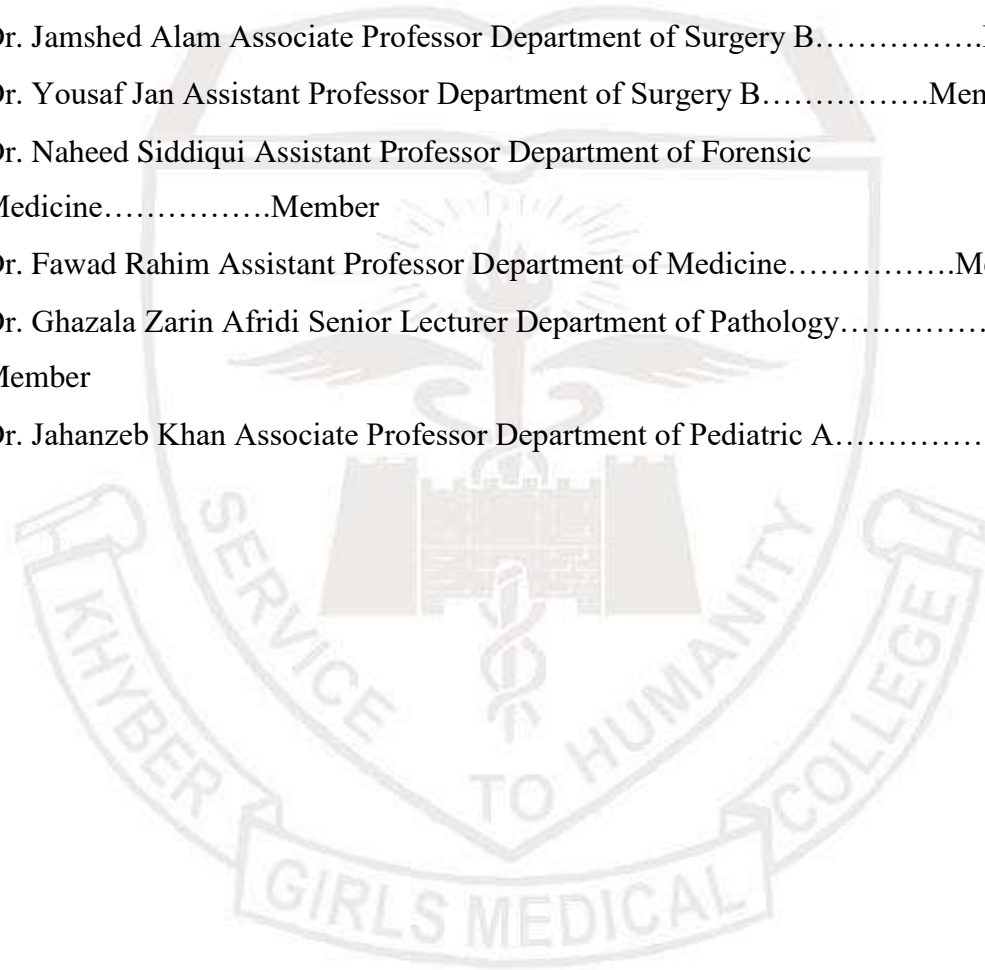 Dr. Jamshed Alam Associate Professor Department of Surgery B…………….
Dr. Yousaf Jan Assistant Professor Department of Surgery B…………….Mem
Dr. Naheed Siddiqui Assistant Professor Department of Forensic
Medicine…………….Member
Dr. Fawad Rahim Assistant Professor Department of Medicine…………….Me
Dr. Ghazala Zarin Afridi Senior Lecturer Department of Pathology……………
Member
Dr. Jahanzeb Khan Associate Professor Department of Pediatric A……………
SERVICE TO HUMANITY
KHYBER GIRLS MEDICAL COLLEGE